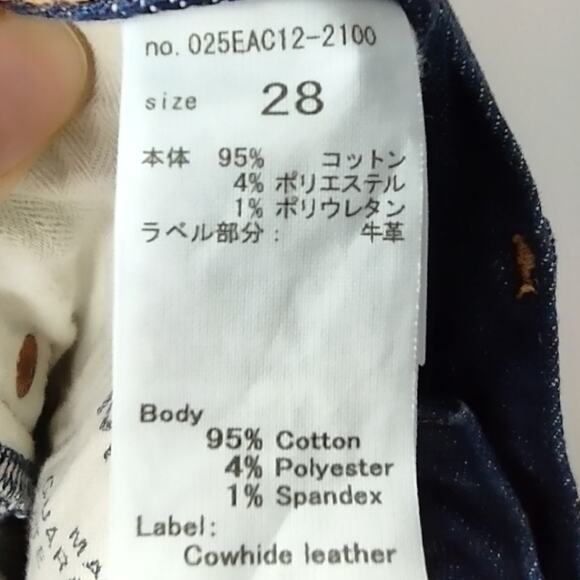 no. 025EAC12-2100
size 28
本体 95% コットン
4% ポリエステル
1% ポリウレタン
ラベル部分： 牛革
Body
95% Cotton
4% Polyester
1% Spandex
Label:
Cowhide leather